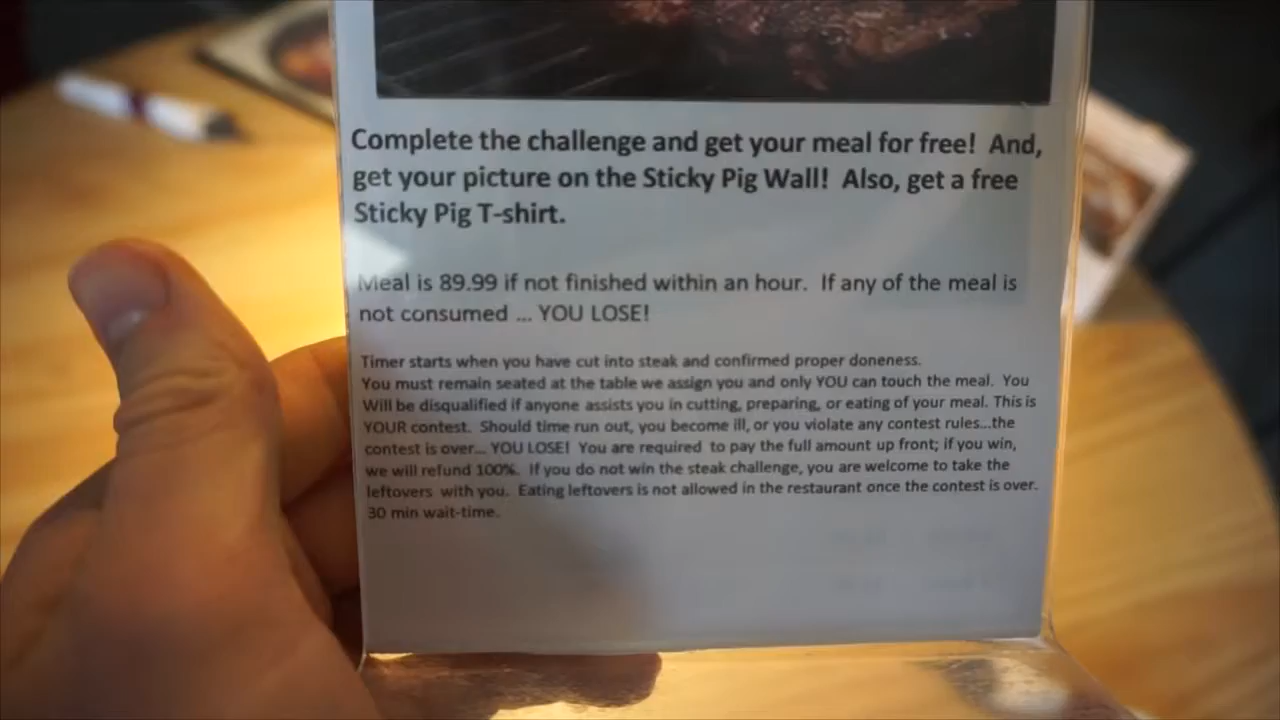 Complete the challenge and get your meal for free!  And,
get your picture on the Sticky Pig Wall!  Also, get a free
Sticky Pig T-shirt.
Meal is 89.99 if not finished within an hour.  If any of the meal is
not consumed ... YOU LOSE!
Timer starts when you have cut into steak and confirmed proper doneness.
You must remain seated at the table we assign you and only YOU can touch the meal.  You
Will be disqualified if anyone assists you in cutting, preparing, or eating of your meal. This is
YOUR contest.  Should time run out, you become ill, or you violate any contest rules...the
contest is over... YOU LOSE!  You are required  to pay the full amount up front; if you win,
we will refund 100%.  If you do not win the steak challenge, you are welcome to take the
leftovers  with you.  Eating leftovers is not allowed in the restaurant once the contest is over.
30 min wait-time.